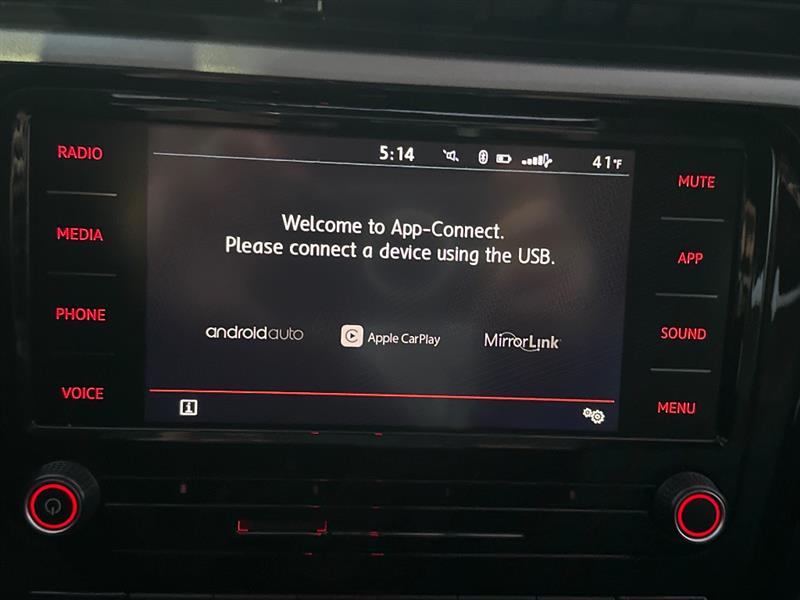 RADIO
MEDIA
PHONE
VOICE
5:14
41°F
Welcome to App-Connect.
Please connect a device using the USB.
androidauto
Apple CarPlay
MirrorLink
i
MUTE
APP
SOUND
MENU